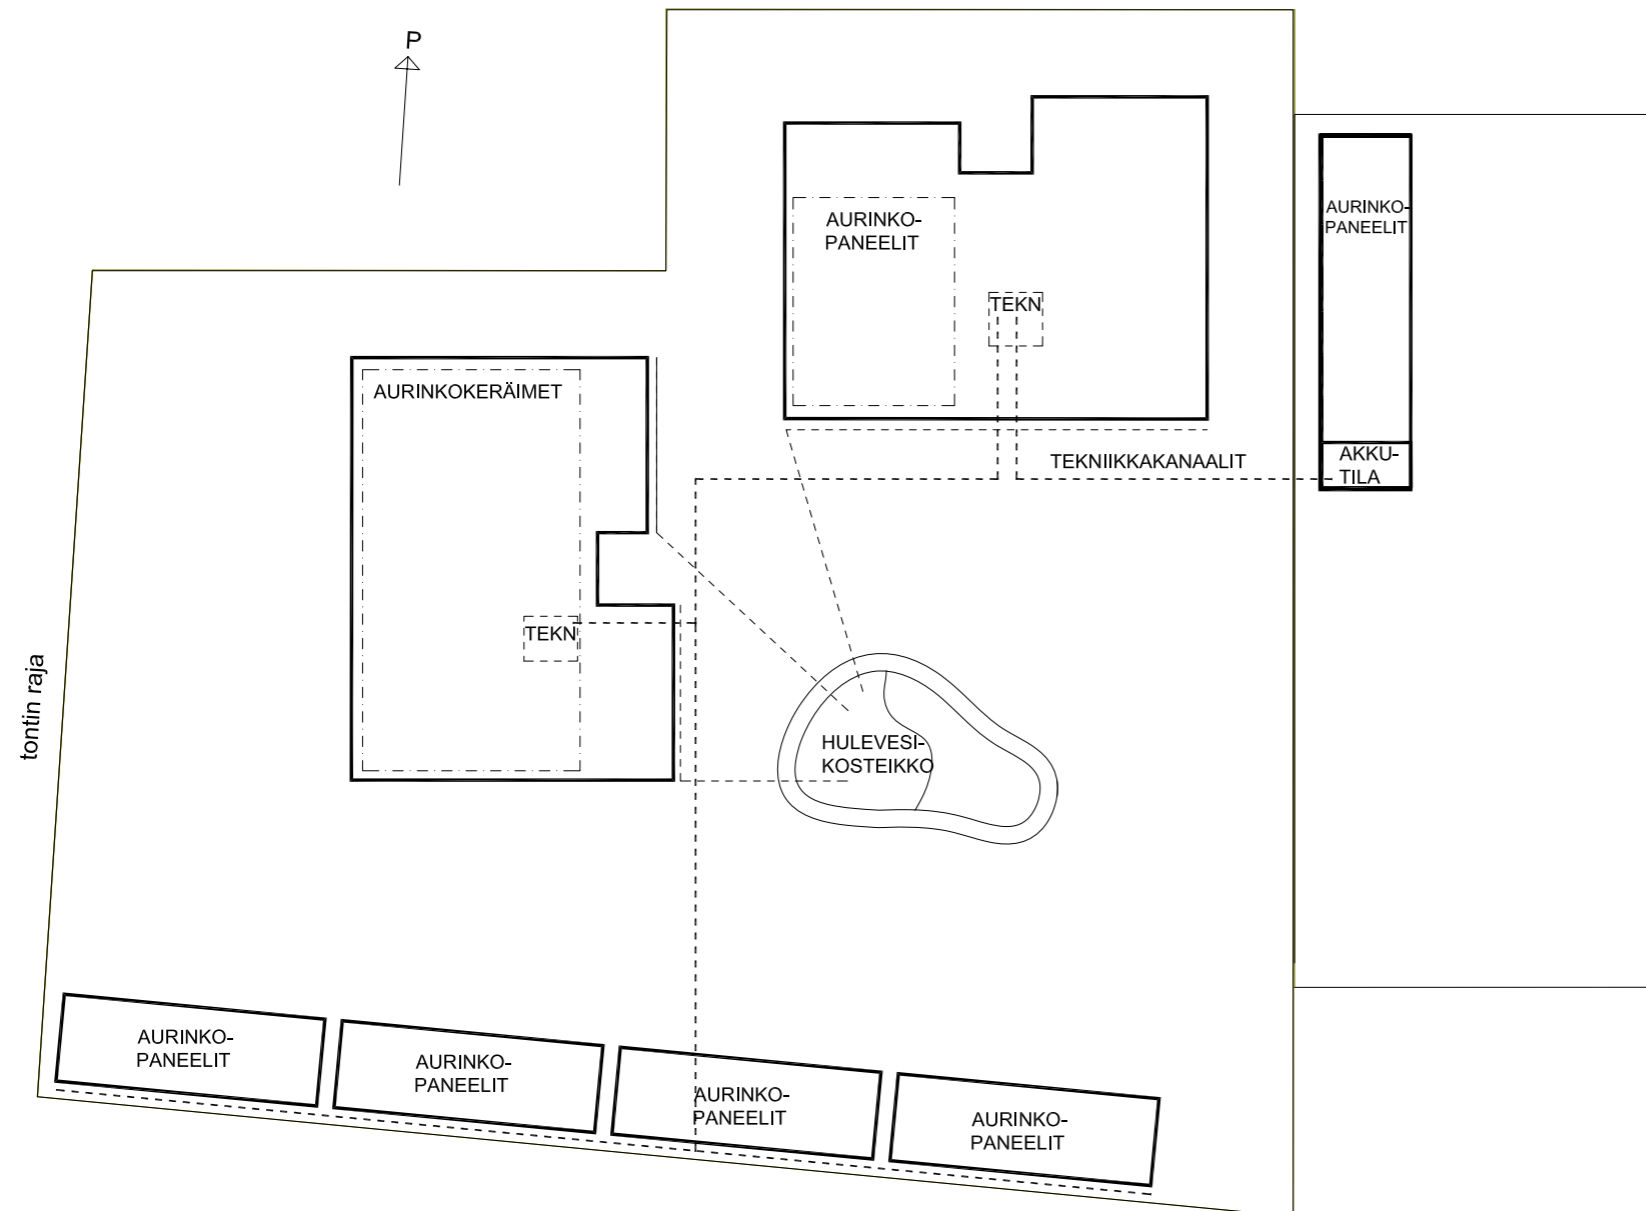 P
AURINKO-
PANEELIT
AURINKO-
PANEELIT
TEKN
AURINKOKERÄIMET
TEKNIIKKAKANAALIT
AKKU-
TILA
TEKN
tontin raja
HULEVESI-
KOSTEIKKO
AURINKO-
PANEELIT
AURINKO-
PANEELIT
AURINKO-
PANEELIT
AURINKO-
PANEELIT